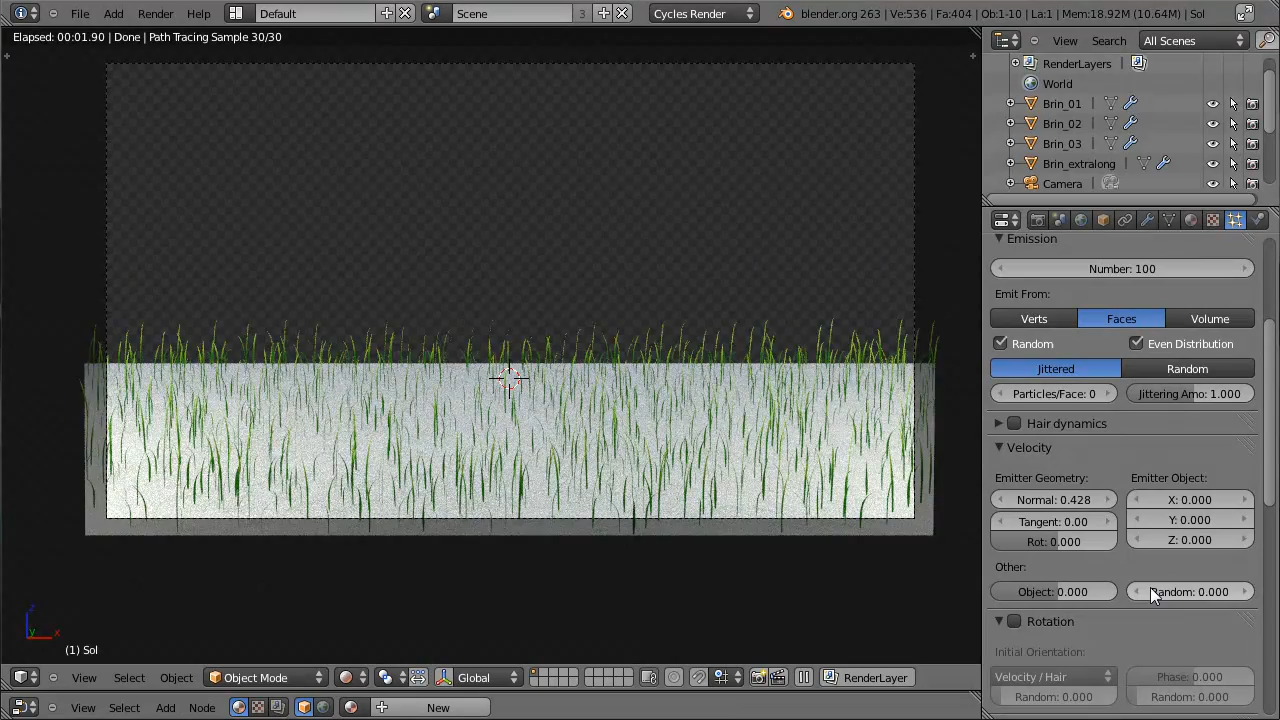 File Add Render Help Default Scene 3 Cycles Render blender.org 263 | Ve:536 | Fa:404 | Ob:1-10 | La:1 | Mem:18.92M (10.64M) | Sol
Elapsed: 00:01.90 | Done | Path Tracing Sample 30/30
View Search All Scenes
RenderLayers |
World
Brin_01 |
Brin_02 |
Brin_03 |
Brin_extralong |
Camera |
Emission
Number: 100
Emit From:
Verts Faces Volume
Random Even Distribution
Jittered Random
Particles/Face: 0 Jittering Amo: 1.000
Hair dynamics
Velocity
Emitter Geometry: Emitter Object:
Normal: 0.428 X: 0.000
Tangent: 0.00 Y: 0.000
Rot: 0.000 Z: 0.000
Other:
Object: 0.000 Random: 0.000
Rotation
Initial Orientation:
Velocity / Hair Phase: 0.000
Random: 0.000 Random: 0.000
z
y x
(1) Sol
View Select Object Object Mode Global RenderLayer
View Select Add Node New